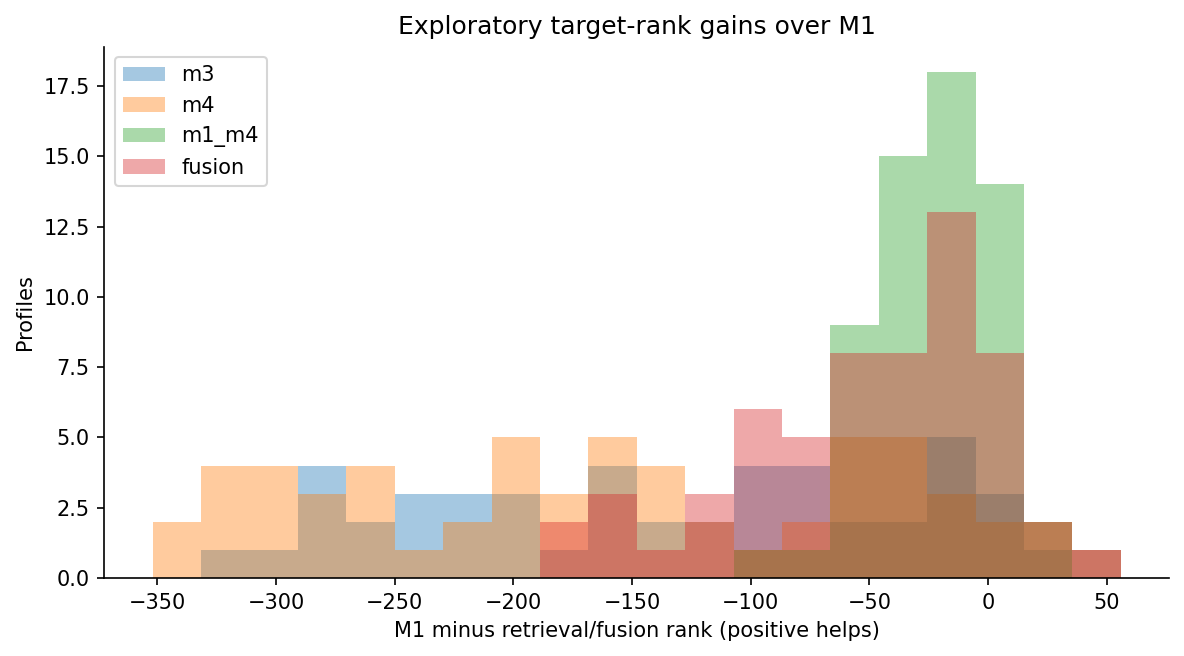 Exploratory target-rank gains over M1
m3
m4
m1_m4
fusion
Profiles
17.5
15.0
12.5
10.0
7.5
5.0
2.5
0.0
−350
−300
−250
−200
−150
−100
−50
0
50
M1 minus retrieval/fusion rank (positive helps)